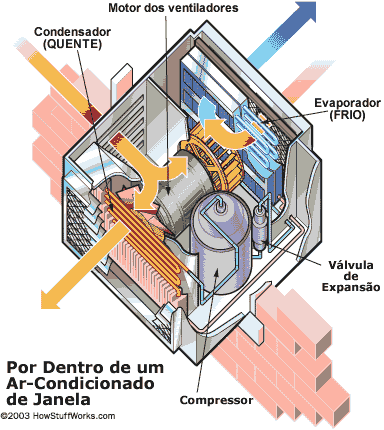 Motor dos ventiladores
Condensador
(QUENTE)
Evaporador
(FRIO)
Válvula
de
Expansão
Compressor
Por Dentro de um
Ar-Condicionado
de Janela
©2003 HowStuffWorks.com